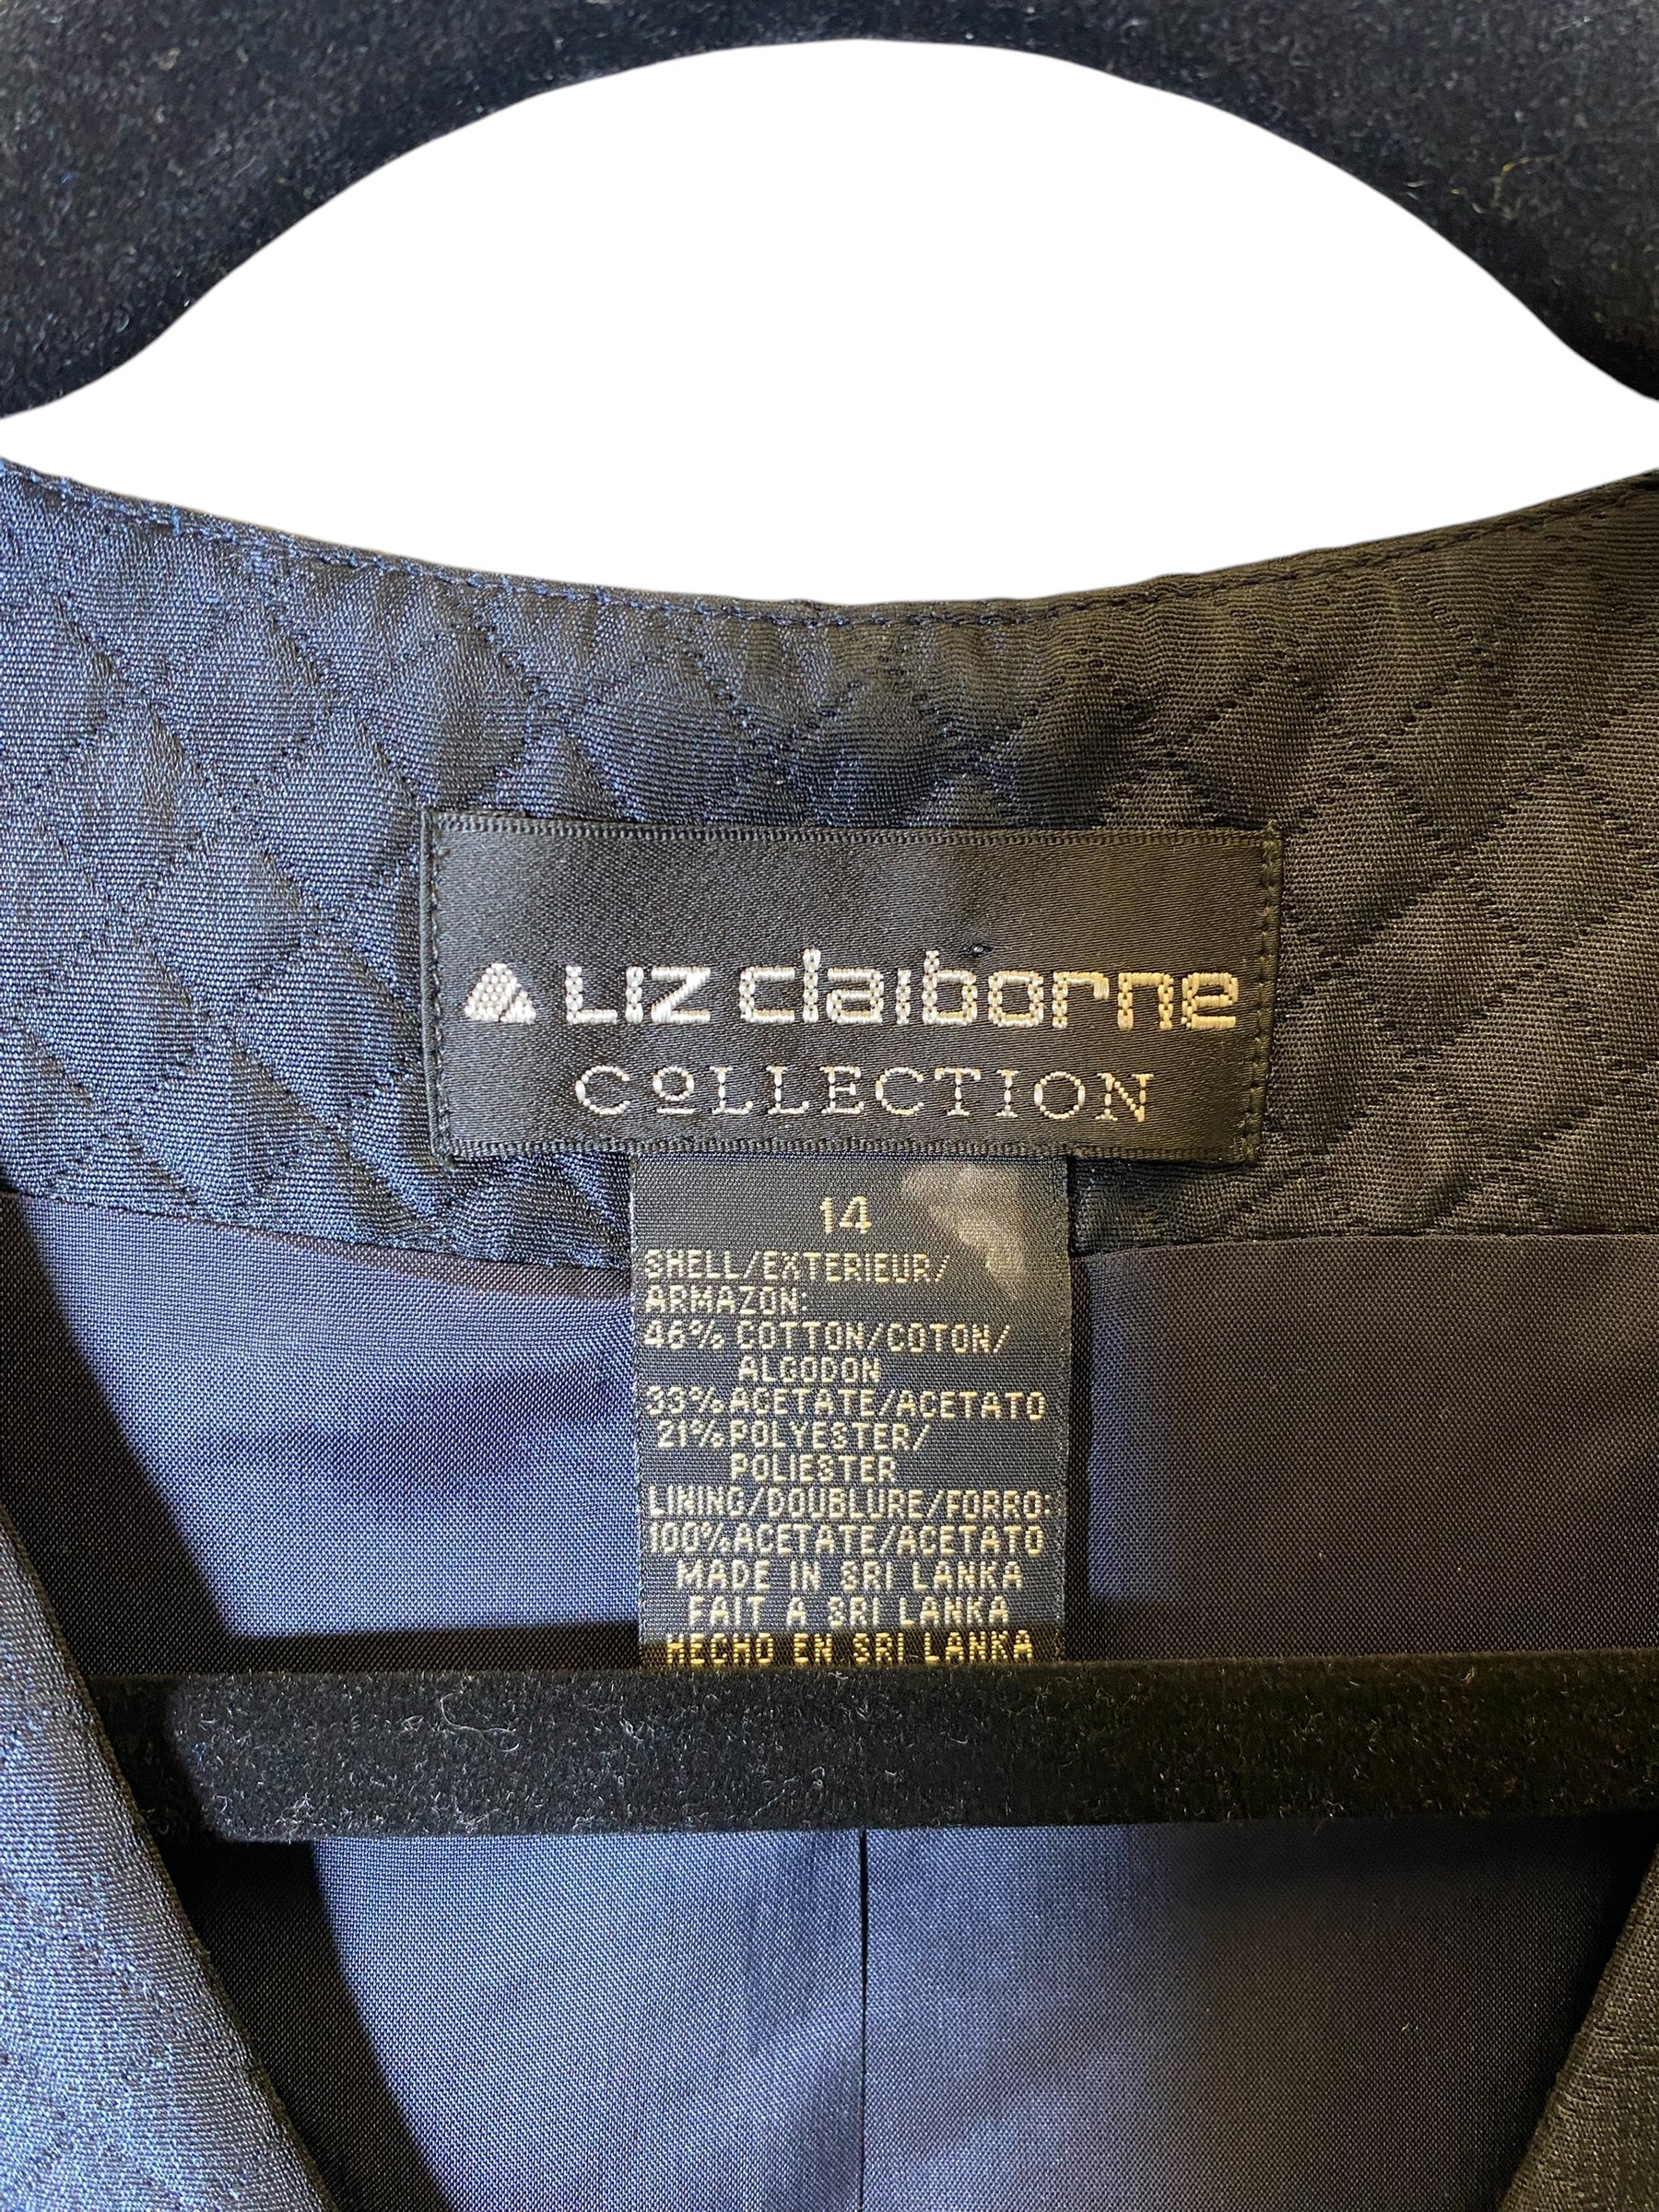 Liz claiborne
COLLECTION
14
SHELL/EXTERIEUR/
ARMAZON:
46% COTTON/COTON/
ALGODON
33% ACETATE/ACETATO
21% POLYESTER/
POLIESTER
LINING/DOUBLURE/FORRO:
100% ACETATE/ACETATO
MADE IN SRI LANKA
FAIT A SRI LANKA
HECHO EN SRI LANKA